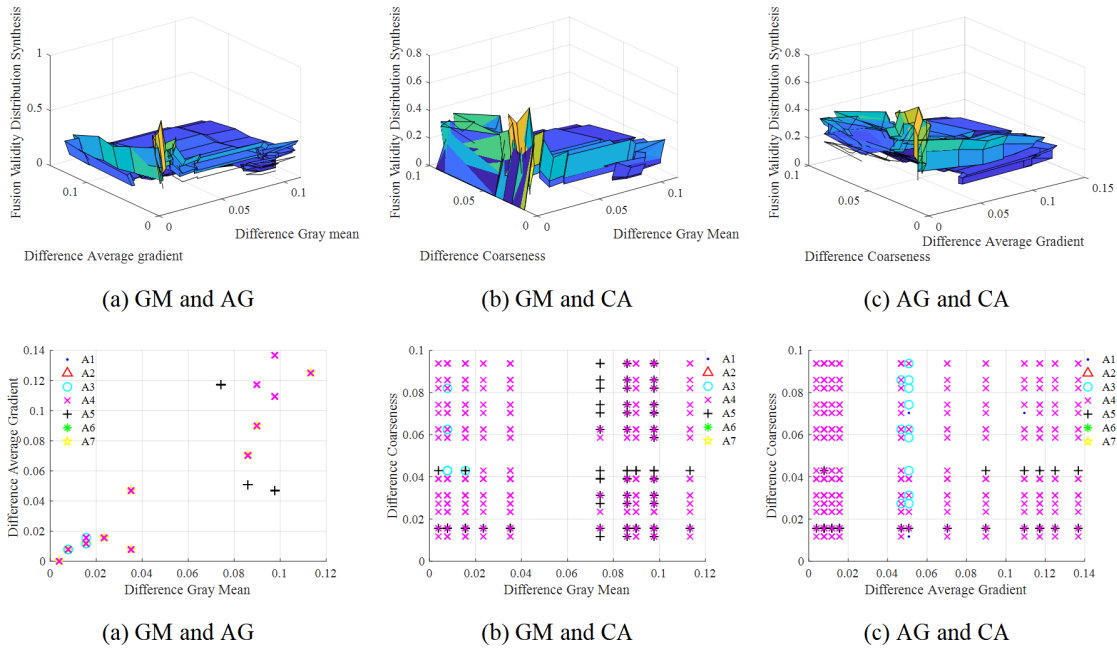 Fusion Validity Distribution Synthesis
1
0.5
0
0.1
0
0
0.05
0.1
Difference Gray mean
Difference Average gradient
(a) GM and AG
Fusion Validity Distribution Synthesis
0.8
0.6
0.4
0.2
0
0.1
0.05
0
0
0.05
0.1
Difference Gray Mean
Difference Coarseness
(b) GM and CA
Fusion Validity Distribution Synthesis
0.8
0.6
0.4
0.2
0
0.1
0.05
0
0
0.05
0.1
0.15
Difference Average Gradient
Difference Coarseness
(c) AG and CA
Difference Average Gradient
0.14
0.12
0.1
0.08
0.06
0.04
0.02
0
A1
A2
A3
A4
A5
A6
A7
0 0.02 0.04 0.06 0.08 0.1 0.12
Difference Gray Mean
(a) GM and AG
Difference Coarseness
0.1
0.08
0.06
0.04
0.02
0
A1
A2
A3
A4
A5
A6
A7
0 0.02 0.04 0.06 0.08 0.1 0.12
Difference Gray Mean
(b) GM and CA
Difference Coarseness
0.1
0.08
0.06
0.04
0.02
0
A1
A2
A3
A4
A5
A6
A7
0 0.02 0.04 0.06 0.08 0.1 0.12 0.14
Difference Average Gradient
(c) AG and CA